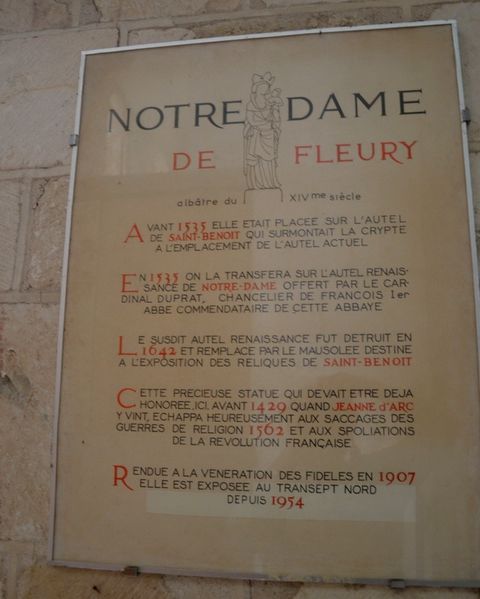 NOTRE DAME
DE FLEURY
albâtre du XIVme siècle
AVANT 1535 ELLE ETAIT PLACEE SUR L'AUTEL
DE SAINT-BENOIT QUI SURMONTAIT LA CRYPTE
A L'EMPLACEMENT DE L'AUTEL ACTUEL
EN 1535 ON LA TRANSFERA SUR L'AUTEL RENAIS-
SANCE DE NOTRE-DAME OFFERT PAR LE CAR-
DINAL DUPRAT, CHANCELIER DE FRANCOIS Ier
ABBE COMMENDATAIRE DE CETTE ABBAYE
LE SUSDIT AUTEL RENAISSANCE FUT DETRUIT EN
1642 ET REMPLACE PAR LE MAUSOLEE DESTINE
A L'EXPOSITION DES RELIQUES DE SAINT-BENOIT
CETTE PRECIEUSE STATUE QUI DEVAIT ETRE DEJA
HONOREE, ICI, AVANT 1429 QUAND JEANNE d'ARC
Y VINT, ECHAPPA HEUREUSEMENT AUX SACCAGES DES
GUERRES DE RELIGION 1562 ET AUX SPOLIATIONS
DE LA REVOLUTION FRANÇAISE
RENDUE A LA VENERATION DES FIDELES EN 1907
ELLE EST EXPOSEE AU TRANSEPT NORD
DEPUIS 1954